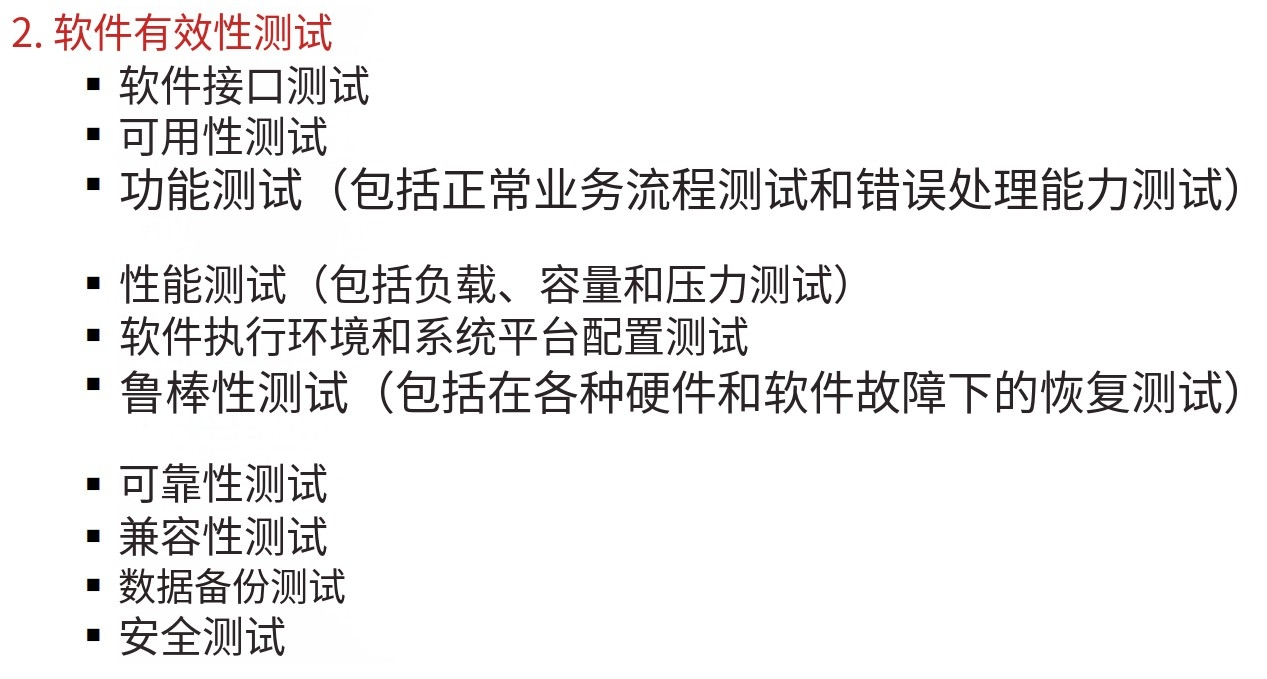 2. 软件有效性测试
▪ 软件接口测试
▪ 可用性测试
▪ 功能测试（包括正常业务流程测试和错误处理能力测试）
▪ 性能测试（包括负载、容量和压力测试）
▪ 软件执行环境和系统平台配置测试
▪ 鲁棒性测试（包括在各种硬件和软件故障下的恢复测试）
▪ 可靠性测试
▪ 兼容性测试
▪ 数据备份测试
▪ 安全测试